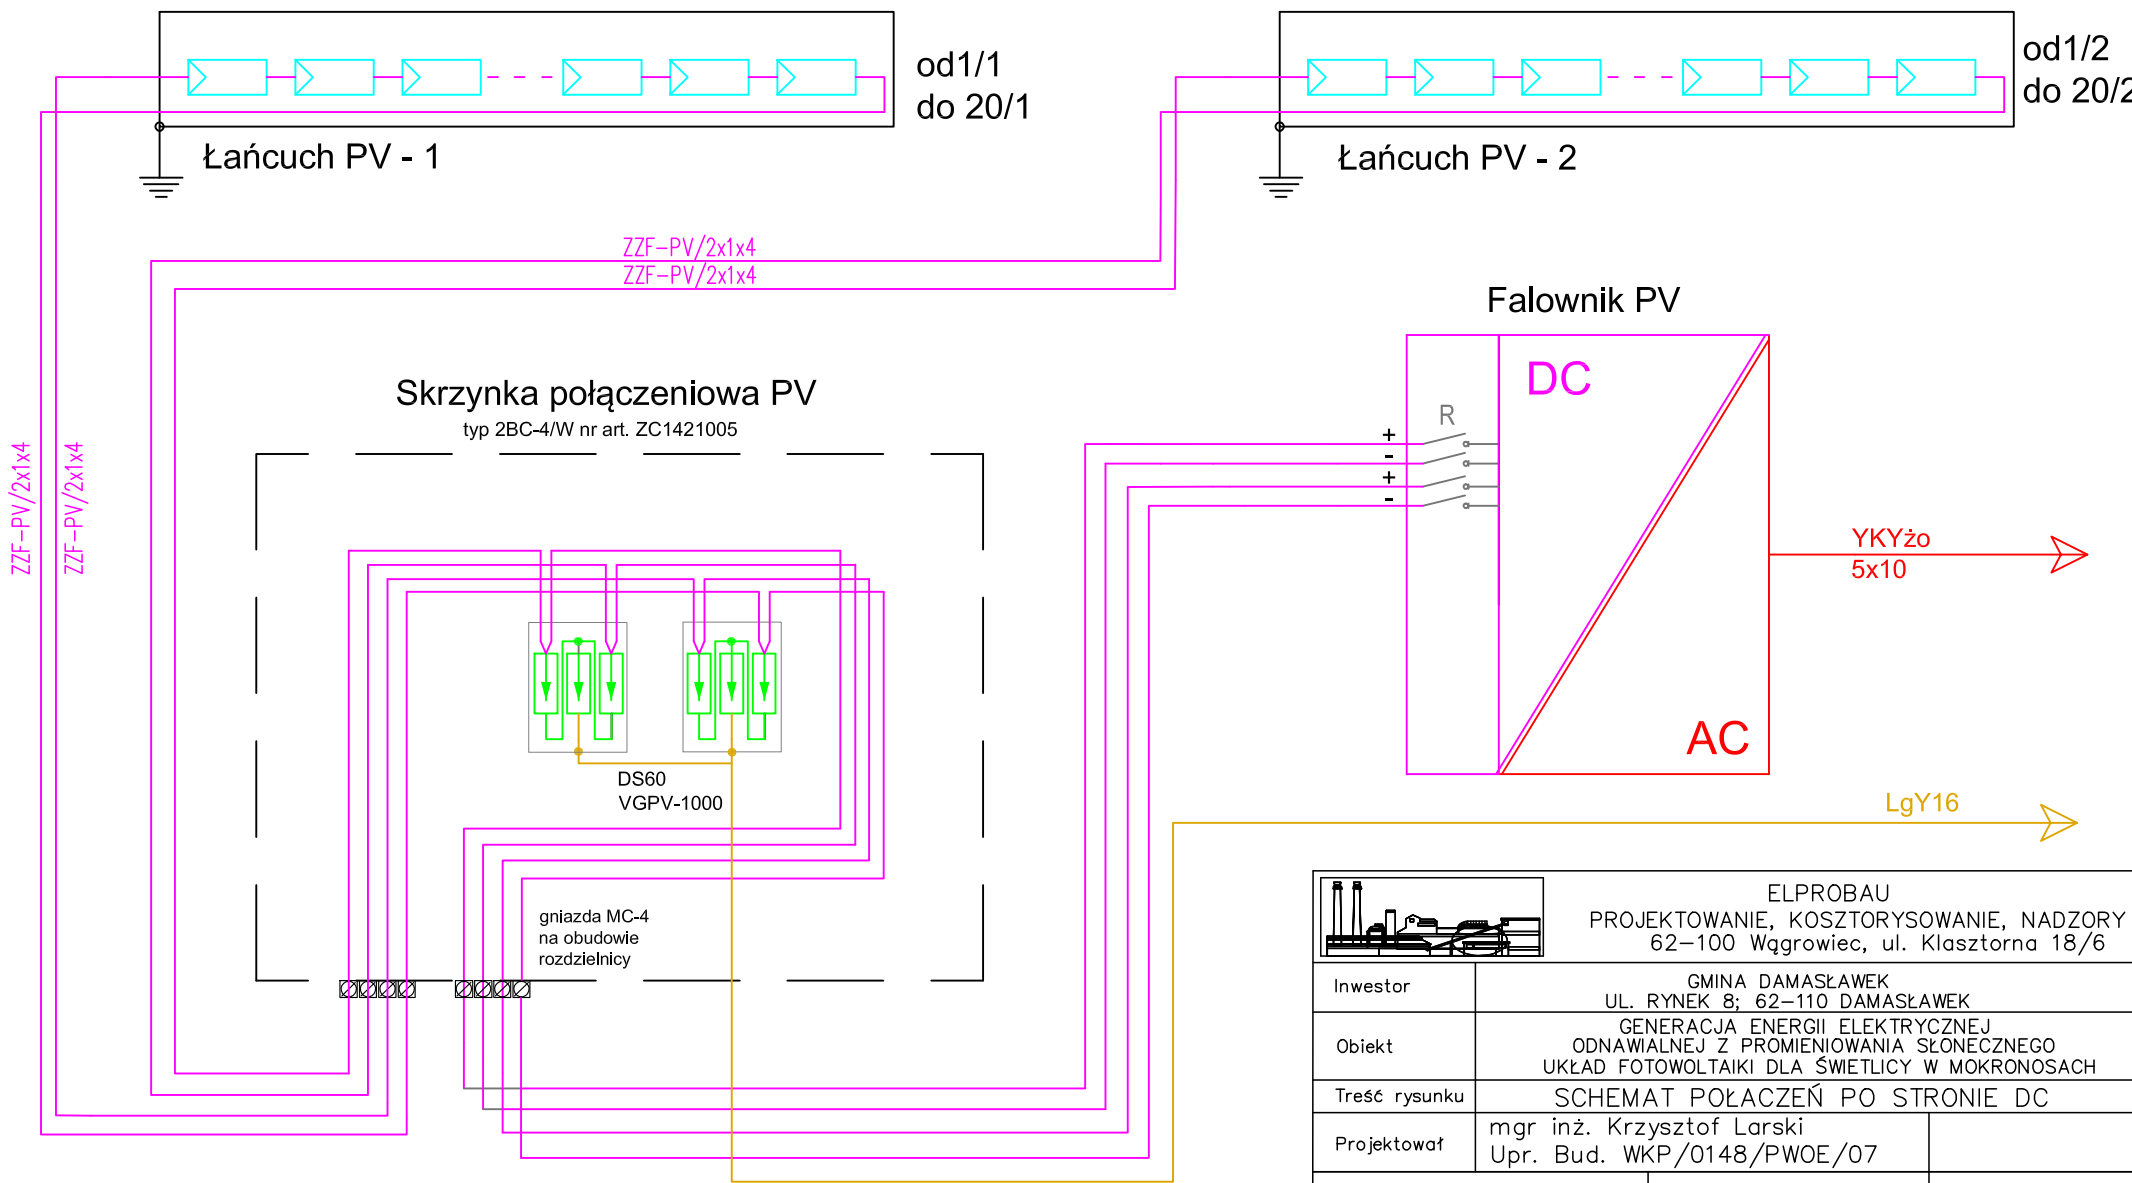 od1/1
do 20/1
Łańcuch PV - 1
od1/2
do 20/2
Łańcuch PV - 2
ZZF-PV/2x1x4
ZZF-PV/2x1x4
ZZF-PV/2x1x4
ZZF-PV/2x1x4
Falownik PV
DC
R
+
-
+
-
AC
YKYżo
5x10
Skrzynka połączeniowa PV
typ 2BC-4/W nr art. ZC1421005
DS60
VGPV-1000
gniazda MC-4
na obudowie
rozdzielnicy
LgY16
ELPROBAU
PROJEKTOWANIE, KOSZTORYSOWANIE, NADZORY
62-100 Wągrowiec, ul. Klasztorna 18/6
Inwestor
GMINA DAMASŁAWEK
UL. RYNEK 8; 62-110 DAMASŁAWEK
Obiekt
GENERACJA ENERGII ELEKTRYCZNEJ
ODNAWIALNEJ Z PROMIENIOWANIA SŁONECZNEGO
UKŁAD FOTOWOLTAIKI DLA ŚWIETLICY W MOKRONOSACH
Treść rysunku
SCHEMAT POŁACZEŃ PO STRONIE DC
Projektował
mgr inż. Krzysztof Larski
Upr. Bud. WKP/0148/PWOE/07